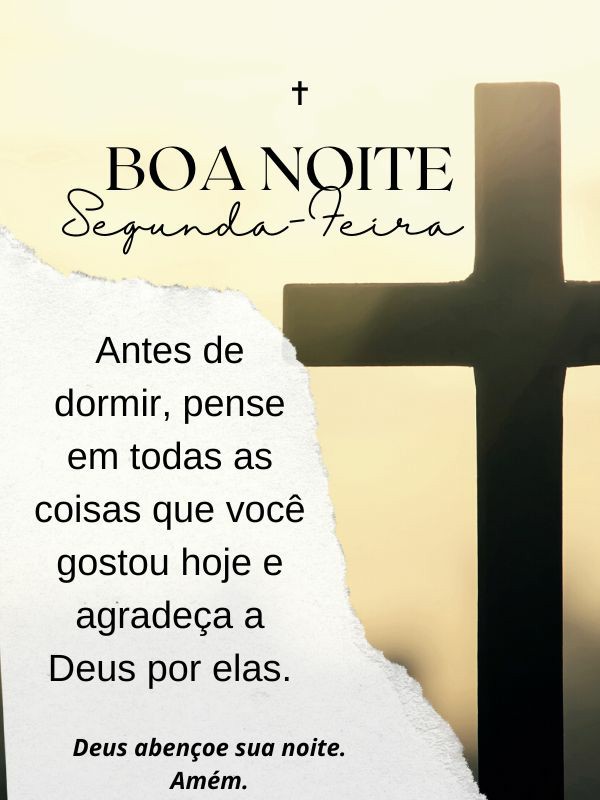 BOA NOITE
Segunda-Feira
Antes de
dormir, pense
em todas as
coisas que você
gostou hoje e
agradeça a
Deus por elas.
Deus abençoe sua noite.
Amém.